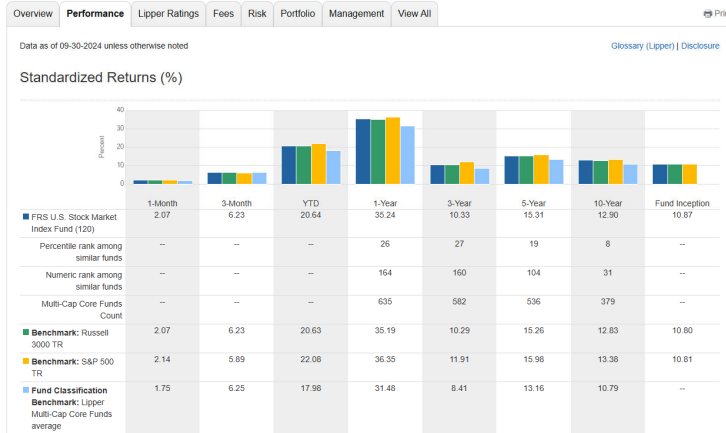 Overview Performance Lipper Ratings Fees Risk Portfolio Management View All
Data as of 09-30-2024 unless otherwise noted
Glossary (Lipper) | Disclosure
Standardized Returns (%)
Percent
40
30
20
10
0
1-Month 3-Month YTD 1-Year 3-Year 5-Year 10-Year Fund Inception
FRS U.S. Stock Market 2.07 6.23 20.64 35.24 10.33 15.31 12.90 10.87
Index Fund (120)
Percentile rank among -- -- -- 26 27 19 8 --
similar funds
Numeric rank among -- -- -- 164 160 104 31 --
similar funds
Multi-Cap Core Funds -- -- -- 635 582 536 379 --
Count
Benchmark: Russell 2.07 6.23 20.63 35.19 10.29 15.26 12.83 10.80
3000 TR
Benchmark: S&P 500 2.14 5.89 22.08 36.35 11.91 15.98 13.38 10.81
TR
Fund Classification 1.75 6.25 17.98 31.48 8.41 13.16 10.79 --
Benchmark: Lipper
Multi-Cap Core Funds
average